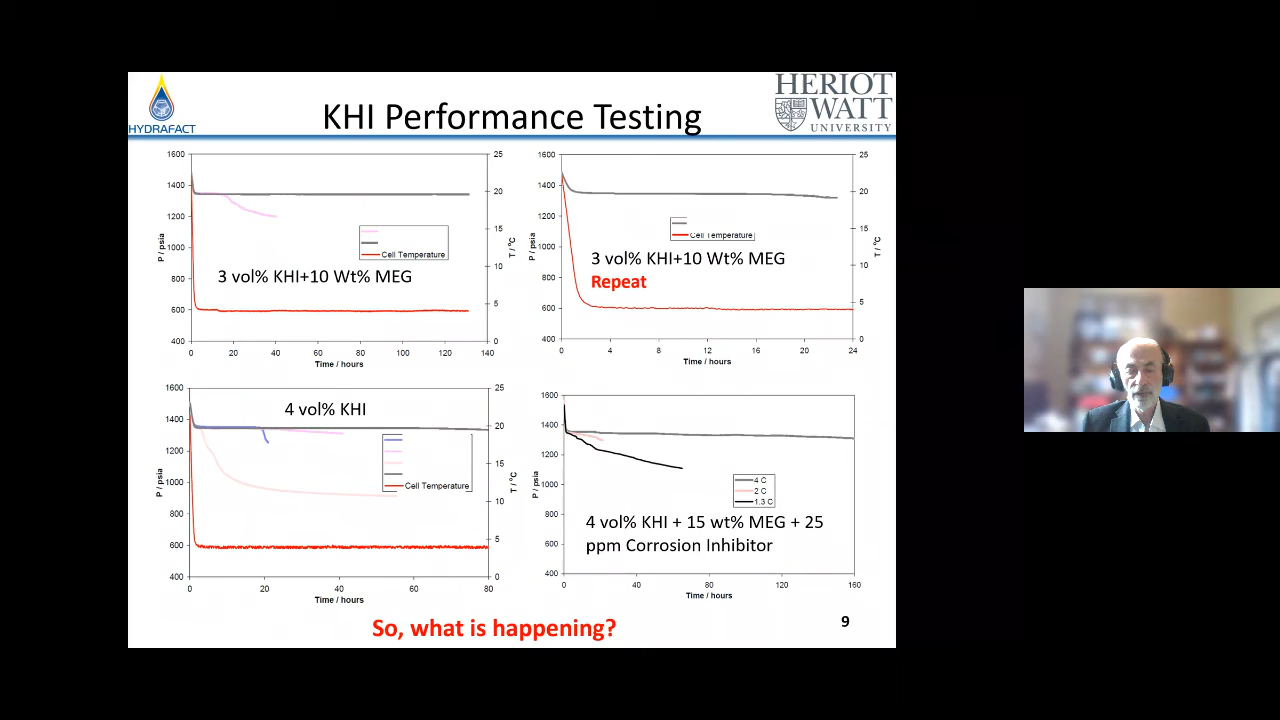 HYDRAFACT
KHI Performance Testing
HERIOT
WATT
UNIVERSITY
1600
1400
1200
1000
800
600
400
P / psia
25
20
15
10
5
0
T / °C
0 20 40 60 80 100 120 140
Time / hours
Cell Temperature
3 vol% KHI+10 Wt% MEG
1600
1400
1200
1000
800
600
400
P / psia
25
20
15
10
5
0
T / °C
0 4 8 12 16 20 24
Time / hours
Cell Temperature
3 vol% KHI+10 Wt% MEG
Repeat
1600
1400
1200
1000
800
600
400
P / psia
25
20
15
10
5
0
T / °C
0 20 40 60 80
Time / hours
4 vol% KHI
Cell Temperature
1600
1400
1200
1000
800
600
400
P / psia
0 40 80 120 160
Time / hours
4 C
2 C
1.3 C
4 vol% KHI + 15 wt% MEG + 25
ppm Corrosion Inhibitor
So, what is happening?
9